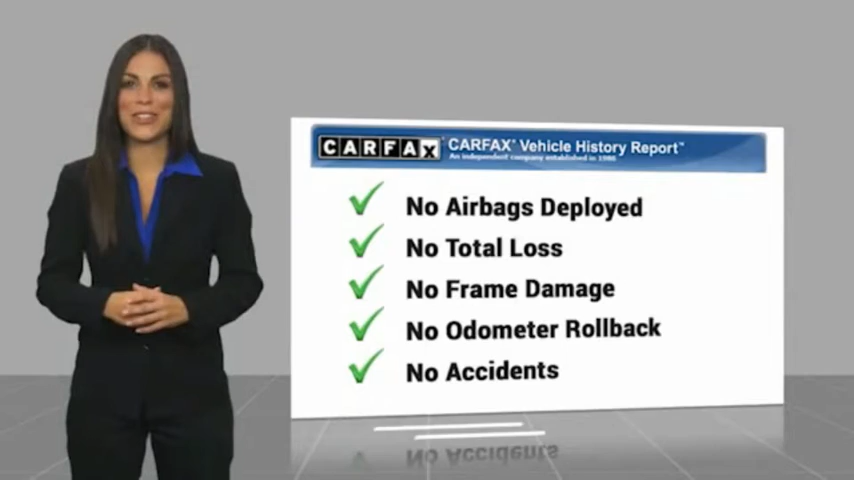 CARFAX CARFAX® Vehicle History Report™
An independent company established in 1986
No Airbags Deployed
No Total Loss
No Frame Damage
No Odometer Rollback
No Accidents
No Accidents